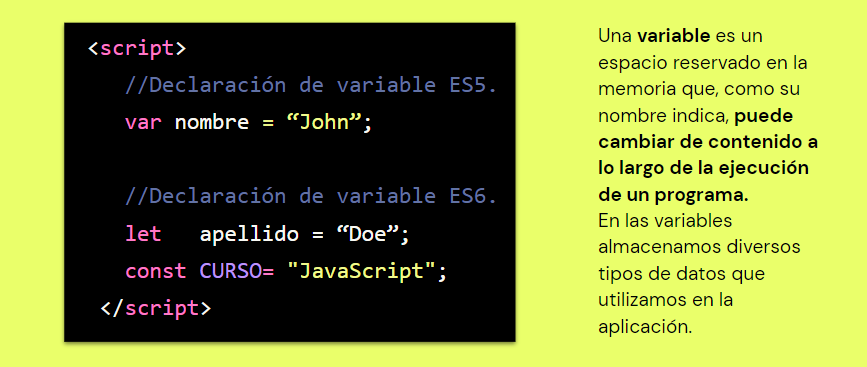 <script>
//Declaración de variable ES5.
var nombre = “John”;
//Declaración de variable ES6.
let apellido = “Doe”;
const CURSO= "JavaScript";
</script>
Una variable es un
espacio reservado en la
memoria que, como su
nombre indica, puede
cambiar de contenido a
lo largo de la ejecución
de un programa.
En las variables
almacenamos diversos
tipos de datos que
utilizamos en la
aplicación.